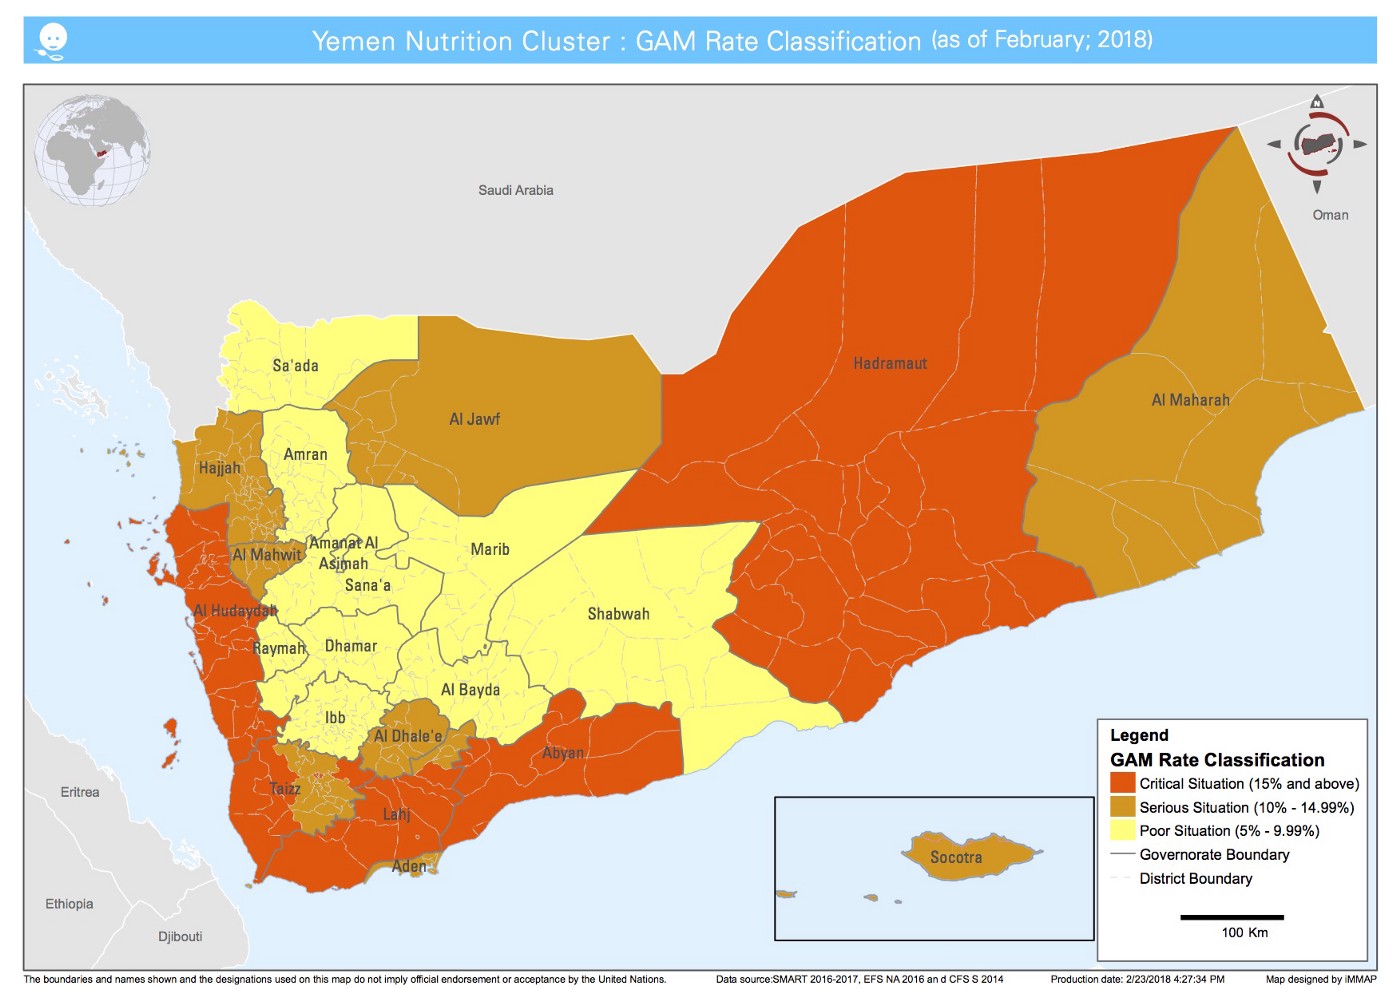 Yemen Nutrition Cluster : GAM Rate Classification (as of February; 2018)
N
Saudi Arabia
Oman
Sa'ada
Hadramaut
Al Jawf
Al Maharah
Amran
Hajjah
Amanat Al
Asimah
Marib
Al Mahwit
Sana'a
Al Hudaydah
Shabwah
Raymah
Dhamar
Al Bayda
Ibb
Al Dhale'e
Abyan
Taizz
Lahj
Aden
Socotra
Eritrea
Ethiopia
Djibouti
Legend
GAM Rate Classification
Critical Situation (15% and above)
Serious Situation (10% - 14.99%)
Poor Situation (5% - 9.99%)
Governorate Boundary
District Boundary
100 Km
The boundaries and names shown and the designations used on this map do not imply official endorsement or acceptance by the United Nations.
Data source:SMART 2016-2017, EFS NA 2016 an d CFS S 2014
Production date: 2/23/2018 4:27:34 PM
Map designed by iMMAP